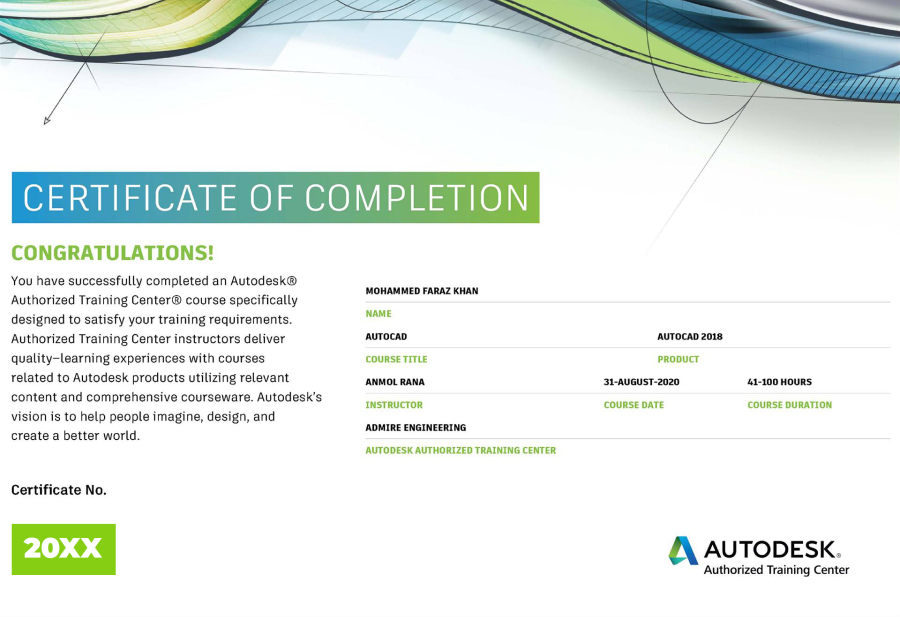 CERTIFICATE OF COMPLETION
CONGRATULATIONS!
You have successfully completed an Autodesk®
Authorized Training Center® course specifically
designed to satisfy your training requirements.
Authorized Training Center instructors deliver
quality–learning experiences with courses
related to Autodesk products utilizing relevant
content and comprehensive courseware. Autodesk's
vision is to help people imagine, design, and
create a better world.
MOHAMMED FARAZ KHAN
NAME
AUTOCAD AUTOCAD 2018
COURSE TITLE PRODUCT
ANMOL RANA 31-AUGUST-2020 41-100 HOURS
INSTRUCTOR COURSE DATE COURSE DURATION
ADMIRE ENGINEERING
AUTODESK AUTHORIZED TRAINING CENTER
Certificate No.
20XX
AUTODESK®
Authorized Training Center